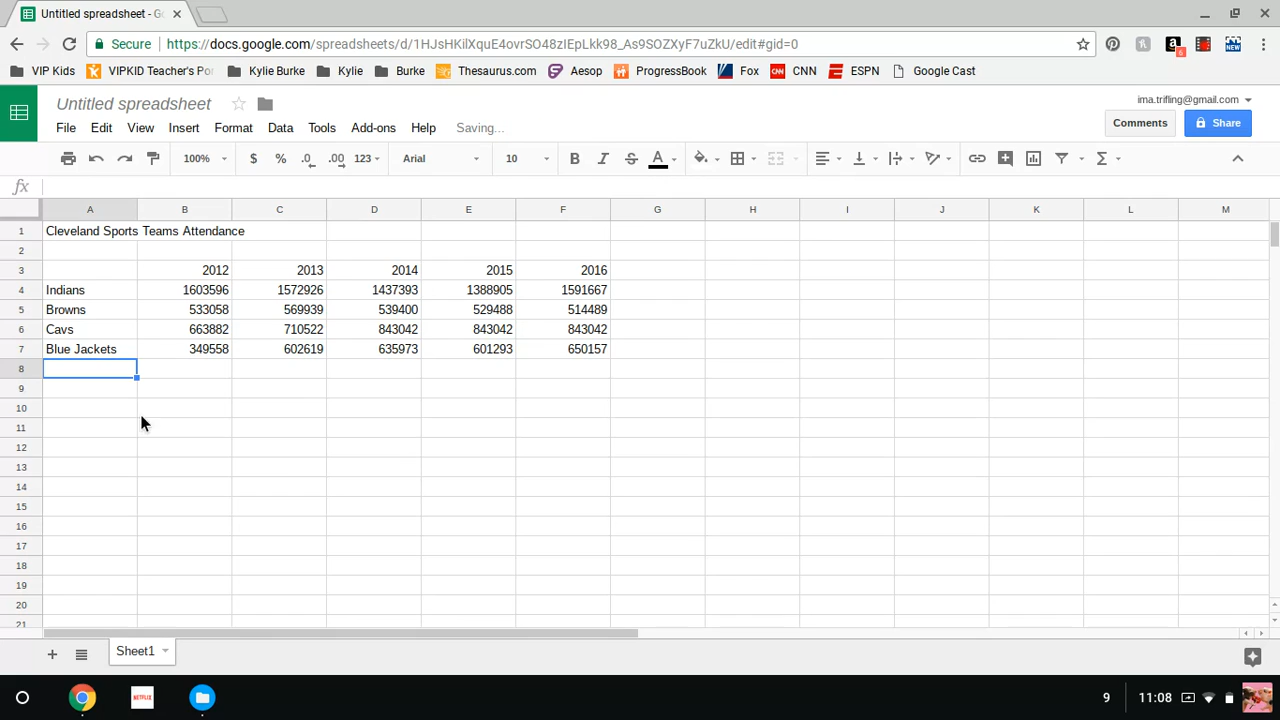 Untitled spreadsheet - Go
Secure https://docs.google.com/spreadsheets/d/1HJsHKilXquE4ovrSO48zIEpLkk98_As9SOZXyF7uZkU/edit#gid=0
6
NEW
VIP Kids VIPKID Teacher's Por Kylie Burke Kylie Burke Thesaurus.com Aesop ProgressBook Fox CNN CNN ESPN Google Cast
Untitled spreadsheet
ima.trifling@gmail.com
File Edit View Insert Format Data Tools Add-ons Help Saving...
Comments Share
100% $ % .0 .00 123 Arial 10 B I S A Σ
fx
A B C D E F G H I J K L M
1 Cleveland Sports Teams Attendance
2
3 2012 2013 2014 2015 2016
4 Indians 1603596 1572926 1437393 1388905 1591667
5 Browns 533058 569939 539400 529488 514489
6 Cavs 663882 710522 843042 843042 843042
7 Blue Jackets 349558 602619 635973 601293 650157
8
9
10
11
12
13
14
15
16
17
18
19
20
21
Sheet1
NETFLIX 9 11:08